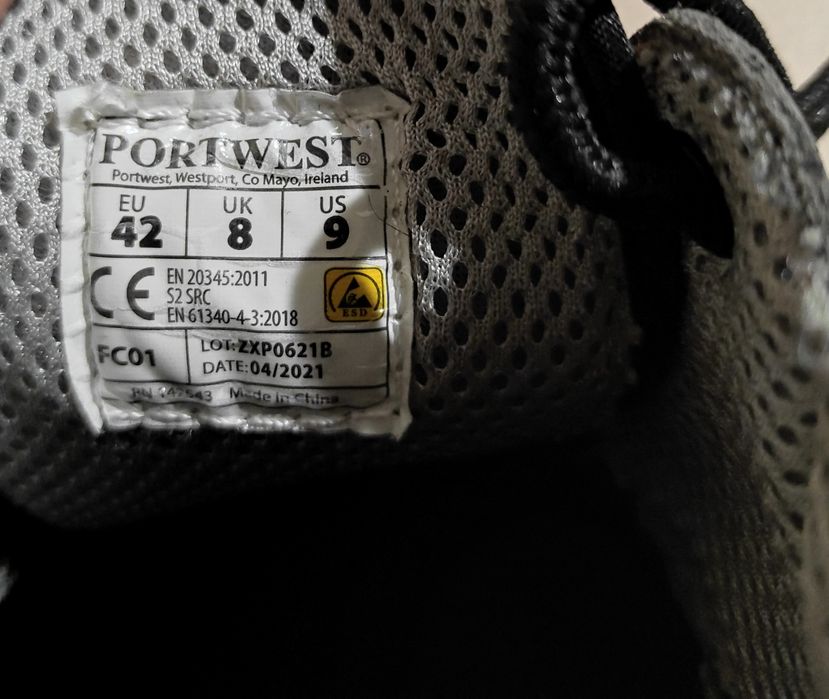 PORTWEST®
Portwest, Westport, Co Mayo, Ireland
EU UK US
42 8 9
CE EN 20345:2011
S2 SRC
EN 61340-4-3:2018
ESD
FC01
LOT:ZXP0621B
DATE:04/2021
RN Made in China